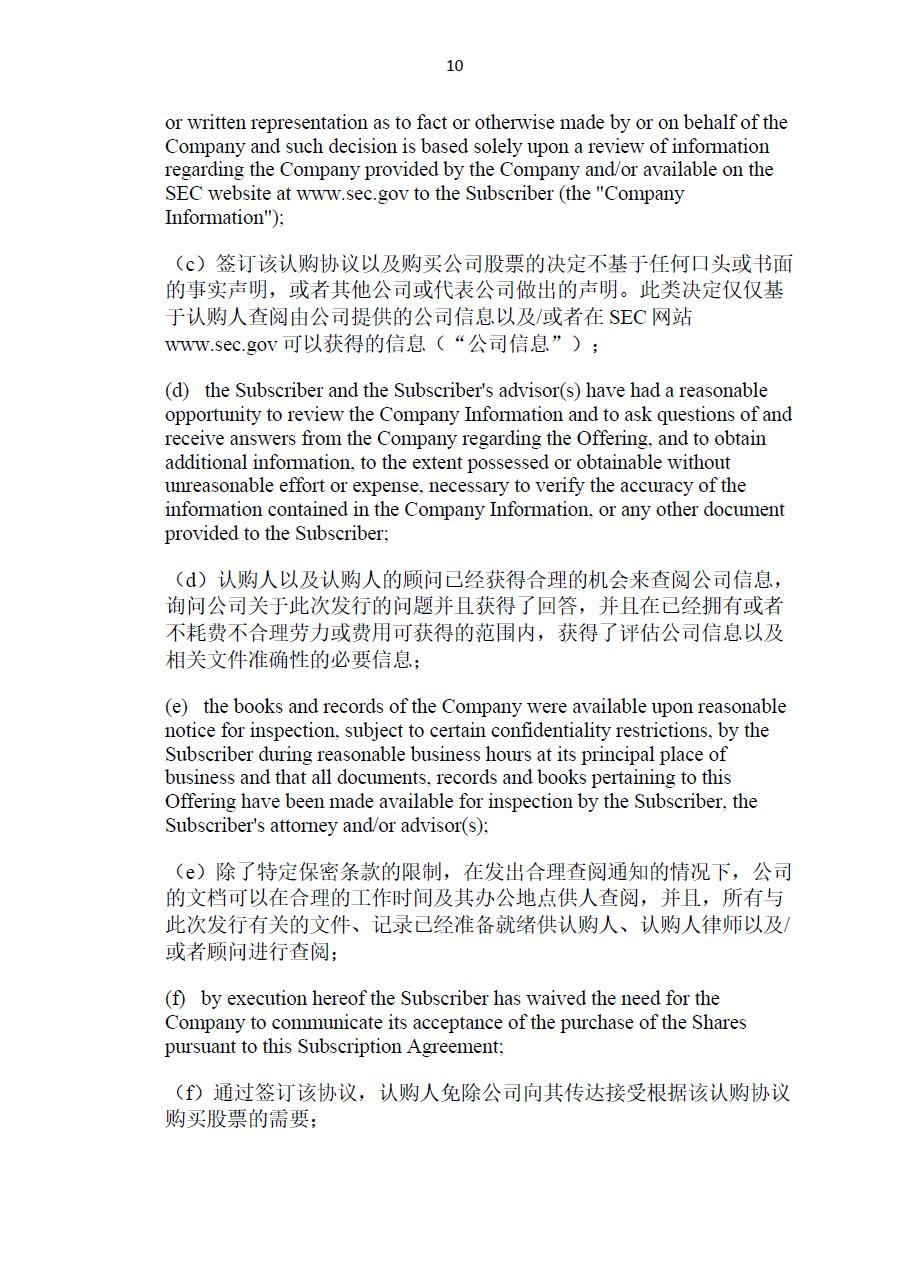 10
or written representation as to fact or otherwise made by or on behalf of the
Company and such decision is based solely upon a review of information
regarding the Company provided by the Company and/or available on the
SEC website at www.sec.gov to the Subscriber (the "Company
Information");
（c）签订该认购协议以及购买公司股票的决定不基于任何口头或书面
的事实声明，或者其他公司或代表公司做出的声明。此类决定仅仅基
于认购人查阅由公司提供的公司信息以及/或者在 SEC 网站
www.sec.gov 可以获得的信息（“公司信息”）；
(d) the Subscriber and the Subscriber's advisor(s) have had a reasonable
opportunity to review the Company Information and to ask questions of and
receive answers from the Company regarding the Offering, and to obtain
additional information, to the extent possessed or obtainable without
unreasonable effort or expense, necessary to verify the accuracy of the
information contained in the Company Information, or any other document
provided to the Subscriber;
（d）认购人以及认购人的顾问已经获得合理的机会来查阅公司信息，
询问公司关于此次发行的问题并且获得了回答，并且在已经拥有或者
不耗费不合理劳力或费用可获得的范围内，获得了评估公司信息以及
相关文件准确性的必要信息；
(e) the books and records of the Company were available upon reasonable
notice for inspection, subject to certain confidentiality restrictions, by the
Subscriber during reasonable business hours at its principal place of
business and that all documents, records and books pertaining to this
Offering have been made available for inspection by the Subscriber, the
Subscriber's attorney and/or advisor(s);
（e）除了特定保密条款的限制，在发出合理查阅通知的情况下，公司
的文档可以在合理的工作时间及其办公地点供人查阅，并且，所有与
此次发行有关的文件、记录已经准备就绪供认购人、认购人律师以及/
或者顾问进行查阅；
(f) by execution hereof the Subscriber has waived the need for the
Company to communicate its acceptance of the purchase of the Shares
pursuant to this Subscription Agreement;
（f）通过签订该协议，认购人免除公司向其传达接受根据该认购协议
购买股票的需要；